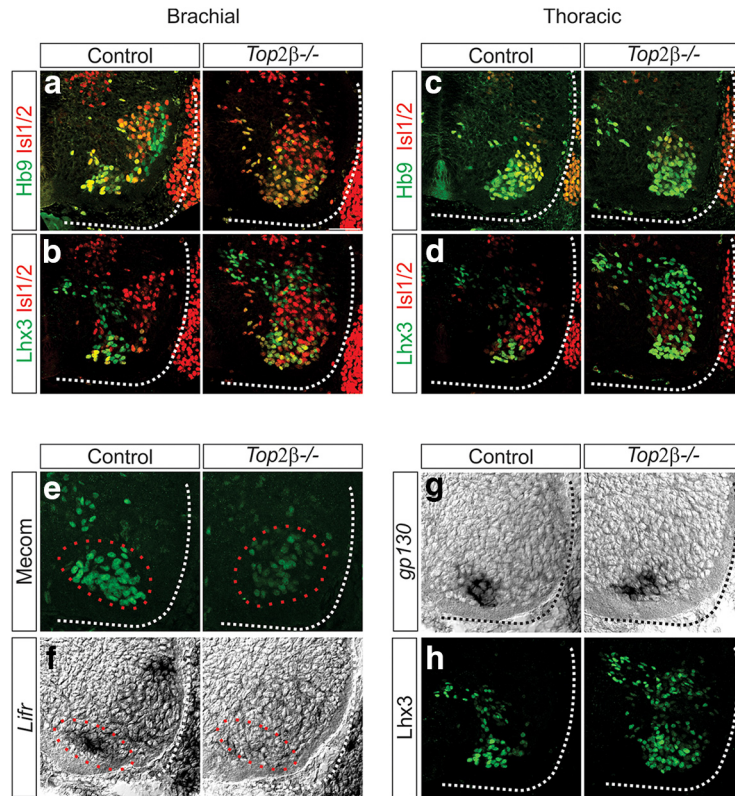 Brachial
Thoracic
Control
Top2β-/-
Control
Top2β-/-
Hb9 Isl1/2
a
c
Hb9 Isl1/2
Lhx3 Isl1/2
b
d
Lhx3 Isl1/2
Control
Top2β-/-
Control
Top2β-/-
Mecom
e
g
gp130
Lifr
f
h
Lhx3